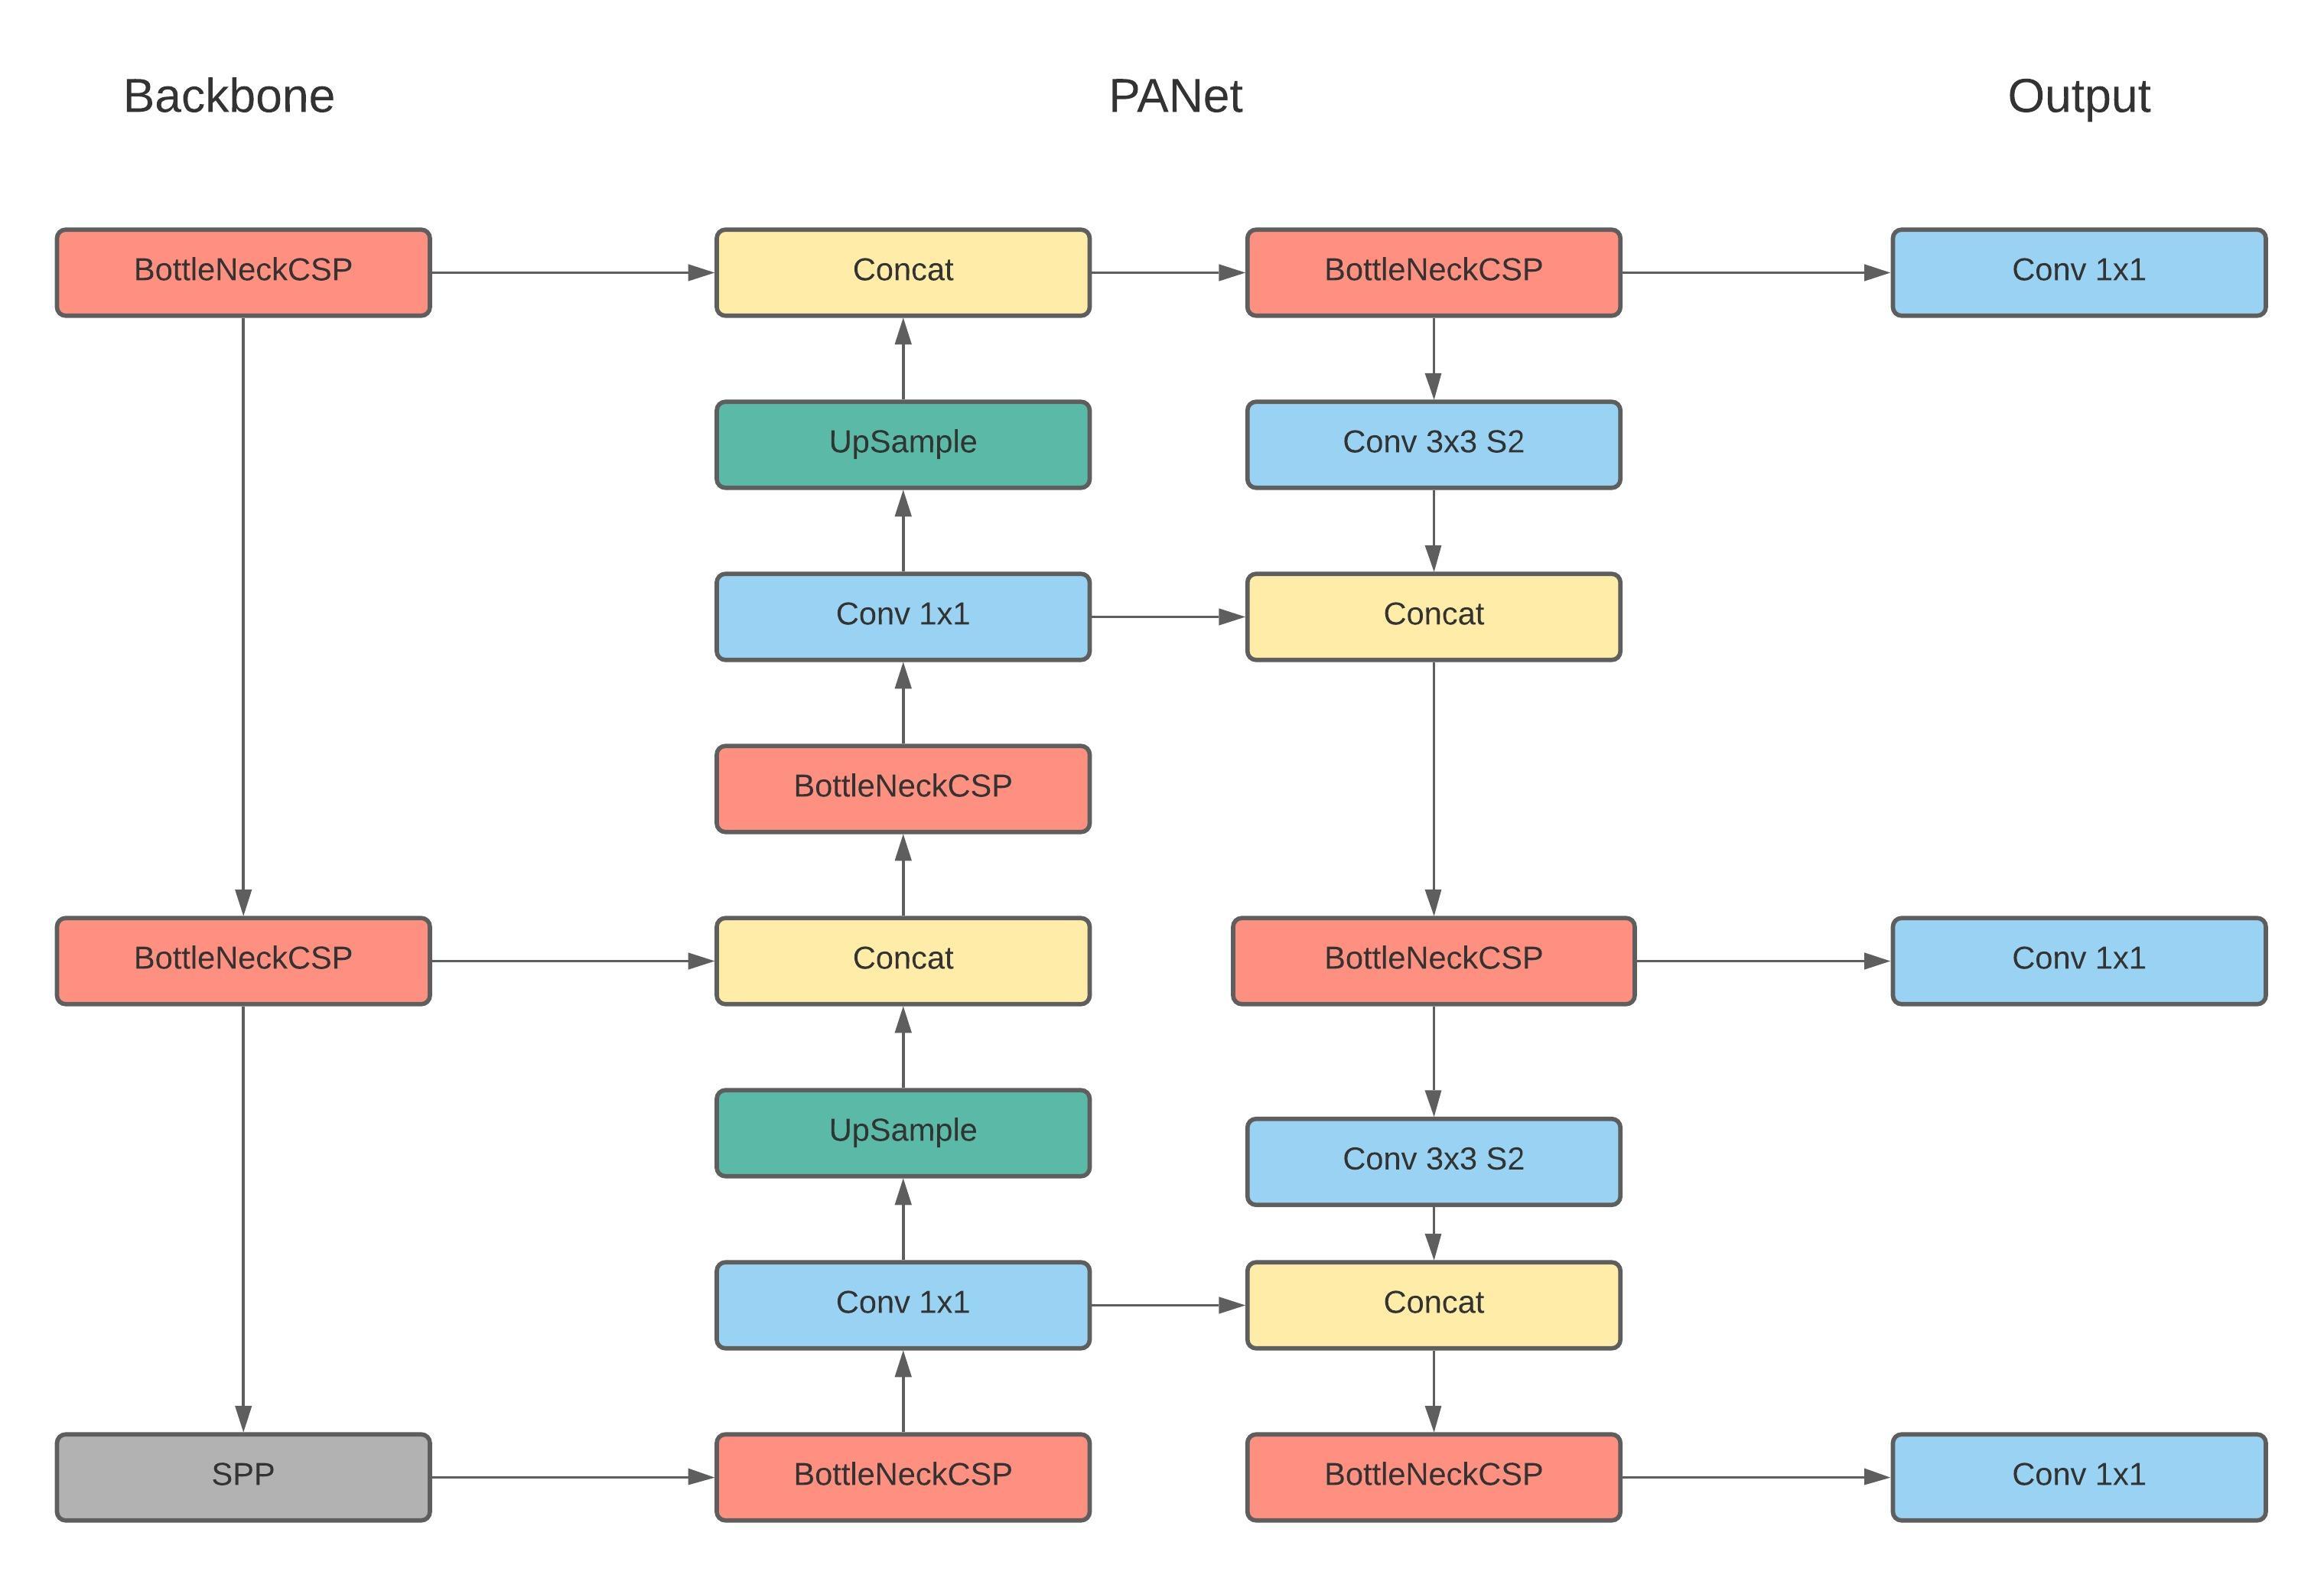 Backbone
PANet
Output
BottleNeckCSP
Concat
BottleNeckCSP
Conv 1x1
UpSample
Conv 3x3 S2
Conv 1x1
Concat
BottleNeckCSP
BottleNeckCSP
Concat
BottleNeckCSP
Conv 1x1
UpSample
Conv 3x3 S2
Conv 1x1
Concat
SPP
BottleNeckCSP
BottleNeckCSP
Conv 1x1